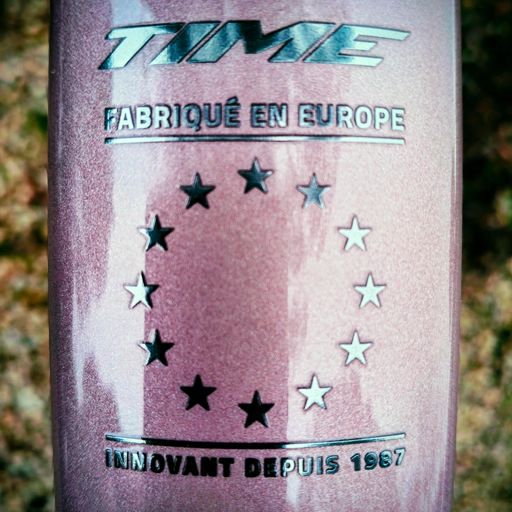 TIME
FABRIQUÉ EN EUROPE
INNOVANT DEPUIS 1987